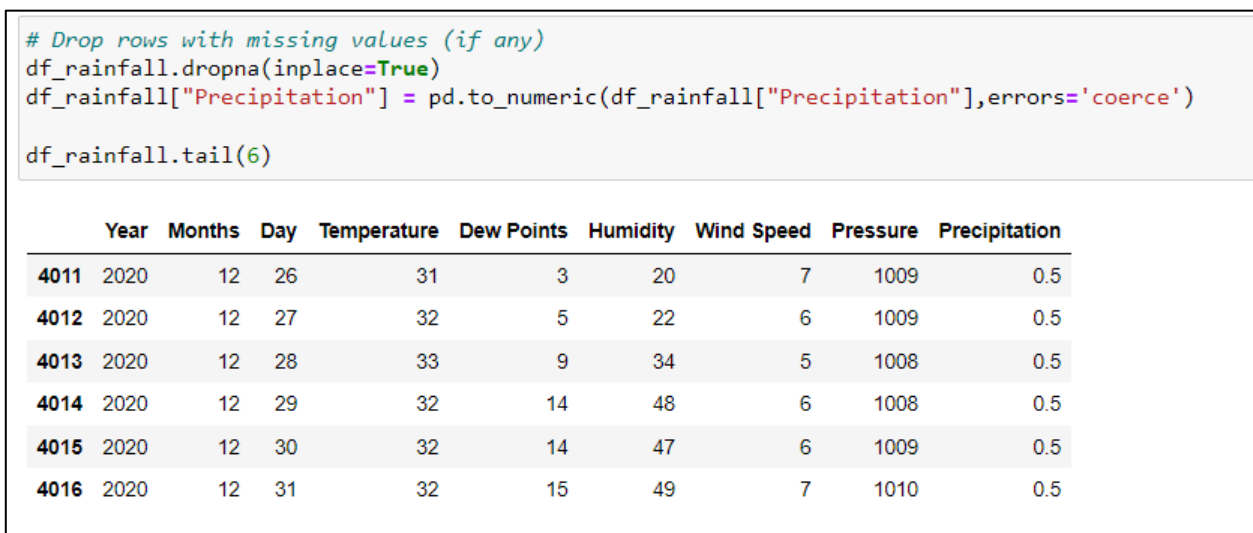 # Drop rows with missing values (if any)
df_rainfall.dropna(inplace=True)
df_rainfall["Precipitation"] = pd.to_numeric(df_rainfall["Precipitation"],errors='coerce')
df_rainfall.tail(6)
Year Months Day Temperature Dew Points Humidity Wind Speed Pressure Precipitation
4011 2020 12 26 31 3 20 7 1009 0.5
4012 2020 12 27 32 5 22 6 1009 0.5
4013 2020 12 28 33 9 34 5 1008 0.5
4014 2020 12 29 32 14 48 6 1008 0.5
4015 2020 12 30 32 14 47 6 1009 0.5
4016 2020 12 31 32 15 49 7 1010 0.5